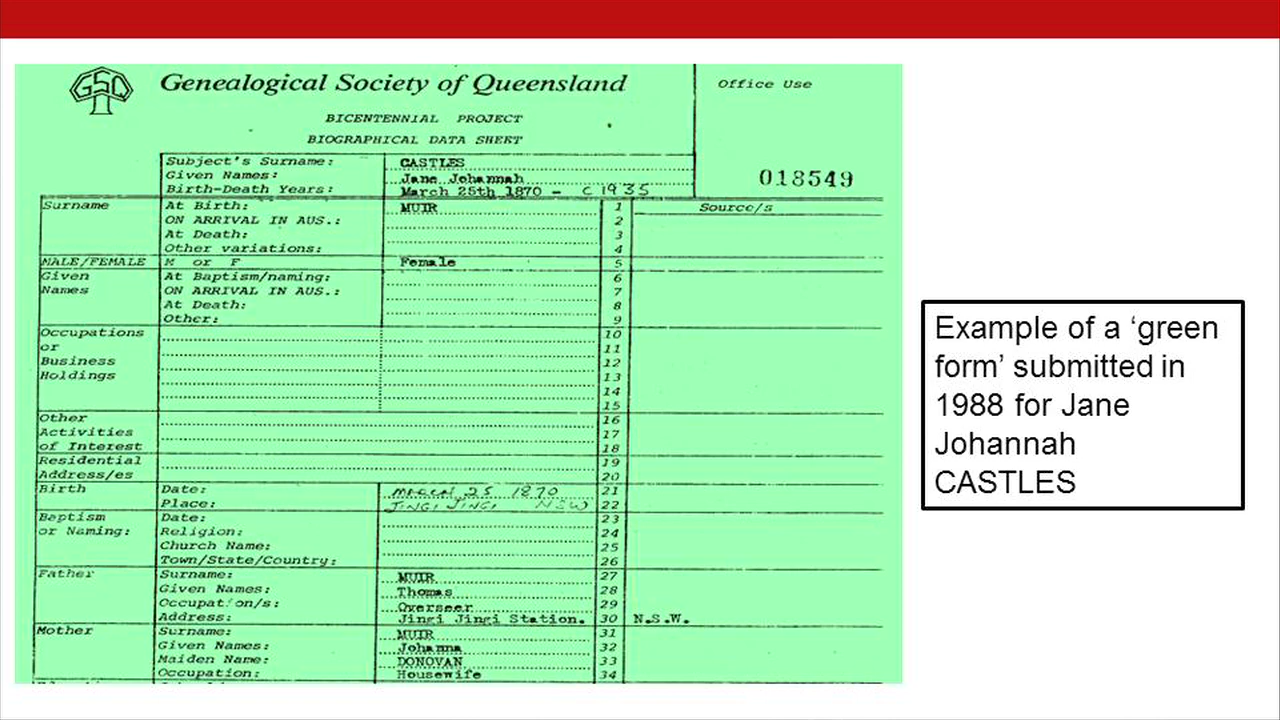 GSQ
Genealogical Society of Queensland
Office Use
BICENTENNIAL PROJECT
BIOGRAPHICAL DATA SHEET
018549
Subject's Surname: CASTLES
Given Names: Jane Johannah
Birth-Death Years: March 25th 1870 - C 1935
Surname At Birth: MUIR 1 Source/s
ON ARRIVAL IN AUS.: 2
At Death: 3
Other variations: 4
MALE/FEMALE M or F Female 5
Given At Baptism/naming: 6
Names ON ARRIVAL IN AUS.: 7
At Death: 8
Other: 9
Occupations 10
or 11
Business 12
Holdings 13
14
15
Other 16
Activities 17
of Interest 18
Residential 19
Address/es 20
Birth Date: MARCH 25 1870 21
Place: JINGI JINGI NSW 22
Baptism Date: 23
or Naming: Religion: 24
Church Name: 25
Town/State/Country: 26
Father Surname: MUIR 27
Given Names: Thomas 28
Occupation/s: Overseer 29
Address: Jingi Jingi Station. 30 N.S.W.
Mother Surname: MUIR 31
Given Names: Johanna 32
Maiden Name: DONOVAN 33
Occupation: Housewife 34
Example of a ‘green
form’ submitted in
1988 for Jane
Johannah
CASTLES